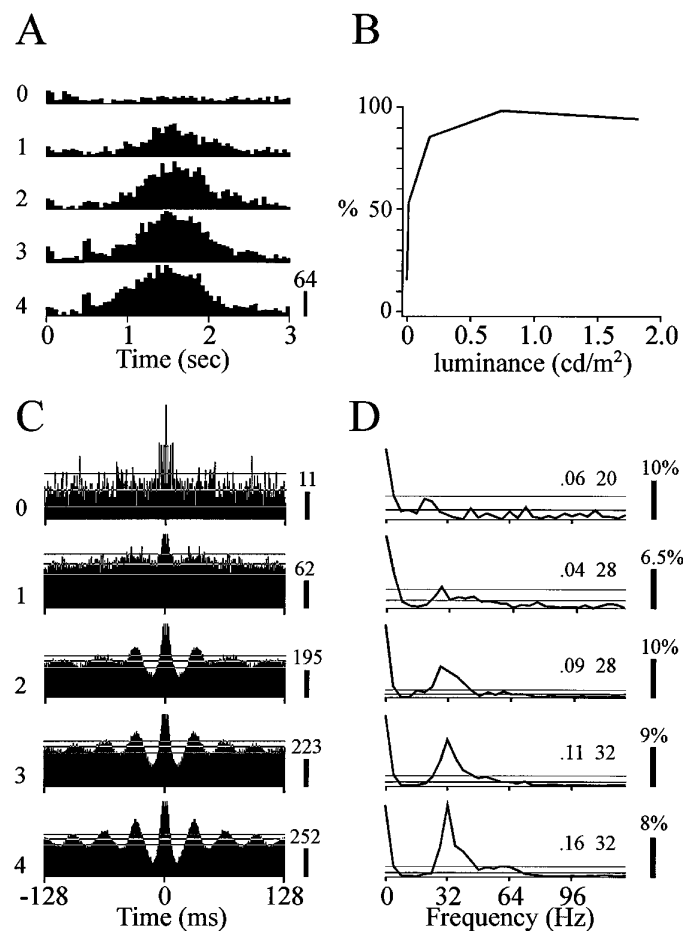 A
0
1
2
3
4
64
0 1 2 3
Time (sec)
B
100
% 50
0
0 0.5 1.0 1.5 2.0
luminance (cd/m²)
C
0 11
1 62
2 195
3 223
4 252
-128 0 128
Time (ms)
D
.06 20 10%
.04 28 6.5%
.09 28 10%
.11 32 9%
.16 32 8%
0 32 64 96
Frequency (Hz)